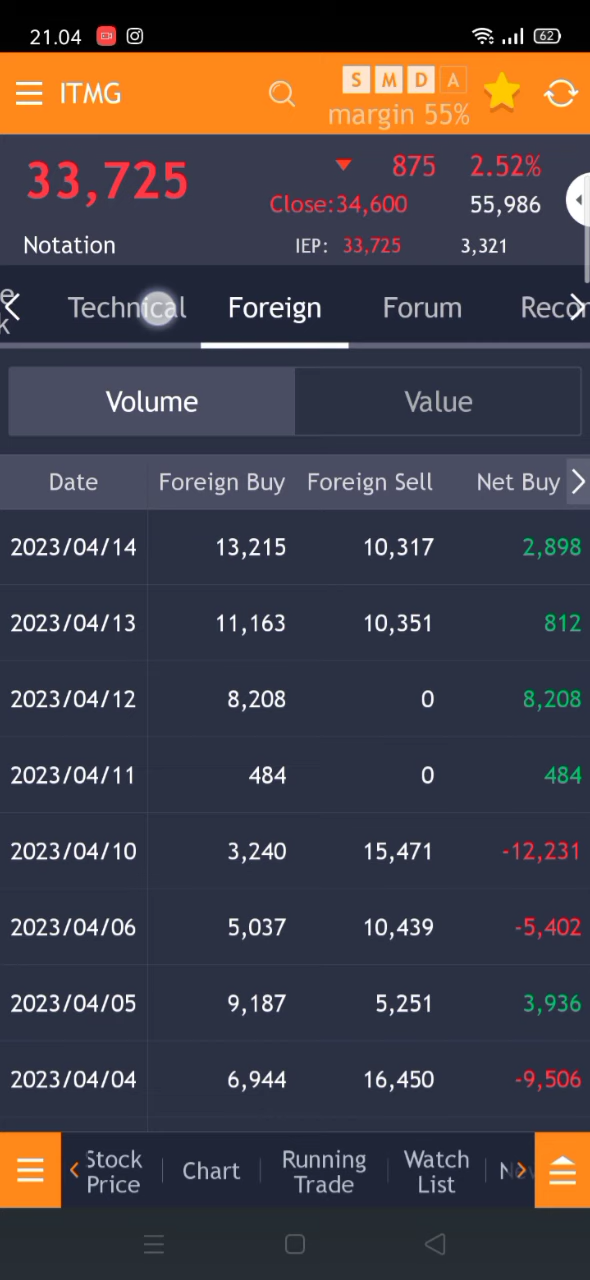 21.04
62
ITMG
S M D A
margin 55%
33,725
875 2.52%
Close:34,600 55,986
Notation
IEP: 33,725 3,321
Technical Foreign Forum Recor
Volume Value
Date Foreign Buy Foreign Sell Net Buy
2023/04/14 13,215 10,317 2,898
2023/04/13 11,163 10,351 812
2023/04/12 8,208 0 8,208
2023/04/11 484 0 484
2023/04/10 3,240 15,471 -12,231
2023/04/06 5,037 10,439 -5,402
2023/04/05 9,187 5,251 3,936
2023/04/04 6,944 16,450 -9,506
Stock Price
Chart
Running Trade
Watch List